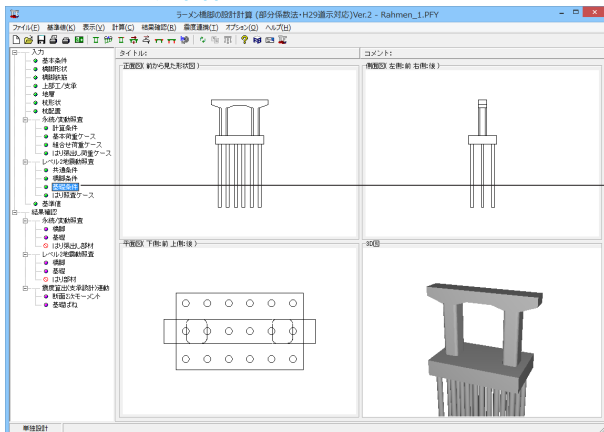 ラーメン橋脚の設計計算 (部分係数法・H29道示対応)Ver.2 - Rahmen_1.PFY
ファイル(F) 基準値(K) 表示(V) 計算(C) 結果確認(R) 震度連携(T) オプション(O) ヘルプ(H)
入力
基本条件
橋脚形状
橋脚鉄筋
上部工/支承
地層
杭形状
杭配置
永続/変動照査
計算条件
基本荷重ケース
組合せ荷重ケース
はり張出し荷重ケース
レベル2地震動照査
共通条件
橋脚条件
基礎条件
はり照査ケース
基準値
結果確認
永続/変動照査
橋脚
基礎
はり張出し部材
レベル2地震動照査
橋脚
基礎
はり部材
震度算出(支承設計)連動
断面2次モーメント
基礎ばね
タイトル:
コメント:
正面図( 前から見た形状図 )
側面図( 左側:前 右側:後 )
平面図( 下側:前 上側:後 )
3D図
単独設計